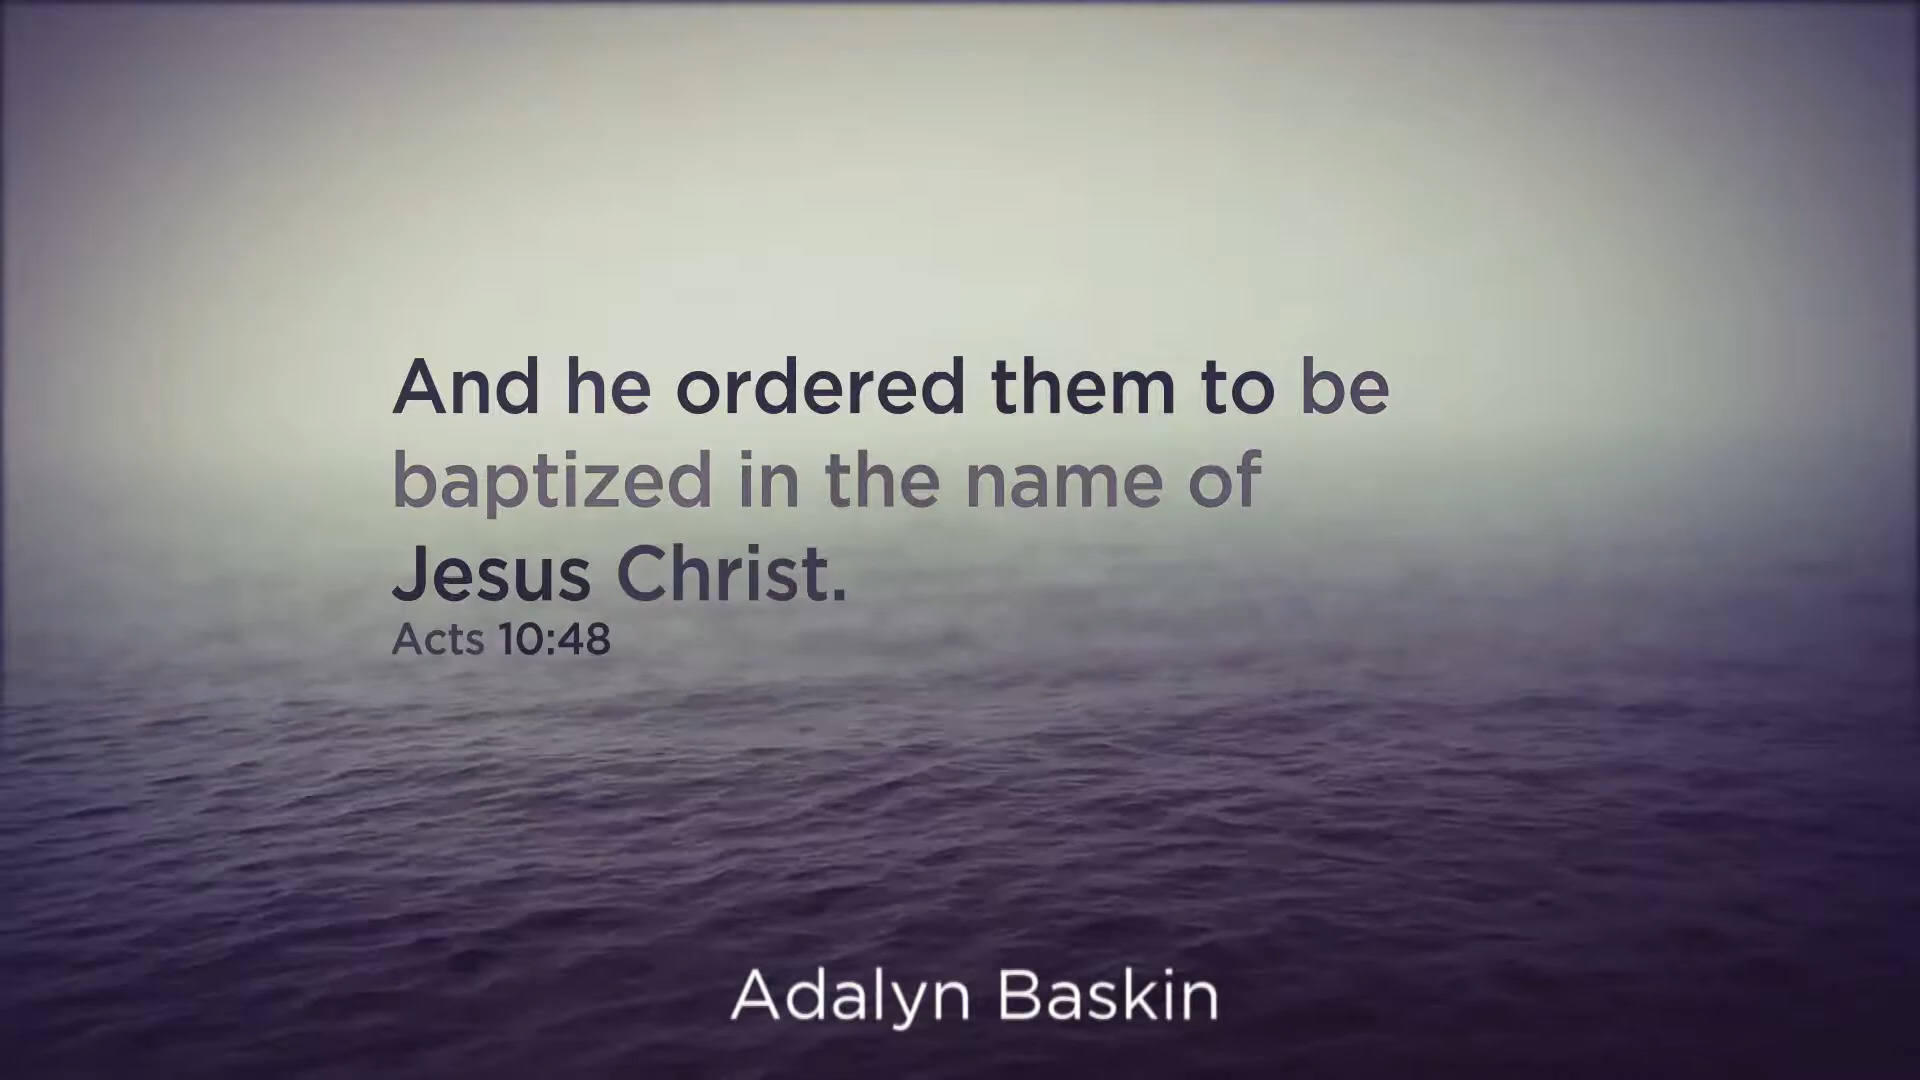 And he ordered them to be
baptized in the name of
Jesus Christ.
Acts 10:48
Adalyn Baskin